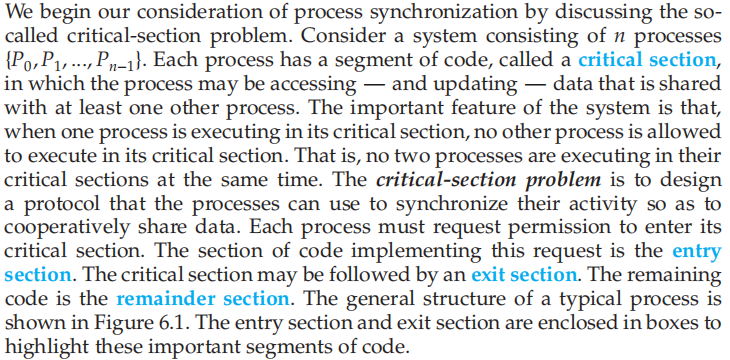 We begin our consideration of process synchronization by discussing the so-
called critical-section problem. Consider a system consisting of n processes
{P0, P1, ..., Pn−1}. Each process has a segment of code, called a critical section,
in which the process may be accessing — and updating — data that is shared
with at least one other process. The important feature of the system is that,
when one process is executing in its critical section, no other process is allowed
to execute in its critical section. That is, no two processes are executing in their
critical sections at the same time. The critical-section problem is to design
a protocol that the processes can use to synchronize their activity so as to
cooperatively share data. Each process must request permission to enter its
critical section. The section of code implementing this request is the entry
section. The critical section may be followed by an exit section. The remaining
code is the remainder section. The general structure of a typical process is
shown in Figure 6.1. The entry section and exit section are enclosed in boxes to
highlight these important segments of code.